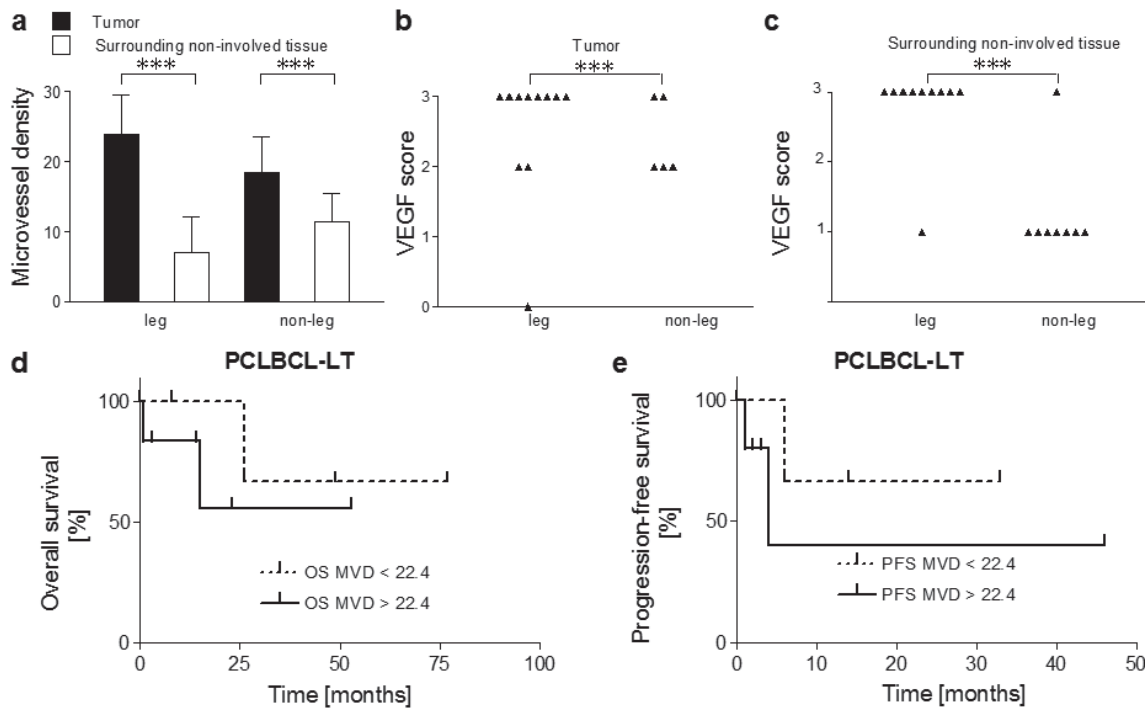 a
Tumor
Surrounding non-involved tissue
***
***
Microvessel density
30
20
10
0
leg
non-leg
b
Tumor
***
VEGF score
3
2
1
0
leg
non-leg
c
Surrounding non-involved tissue
***
VEGF score
3
2
1
leg
non-leg
d
PCLBCL-LT
Overall survival
[%]
100
50
0
OS MVD < 22.4
OS MVD > 22.4
0
25
50
75
100
Time [months]
e
PCLBCL-LT
Progression-free survival
[%]
100
50
0
PFS MVD < 22.4
PFS MVD > 22.4
0
10
20
30
40
50
Time [months]